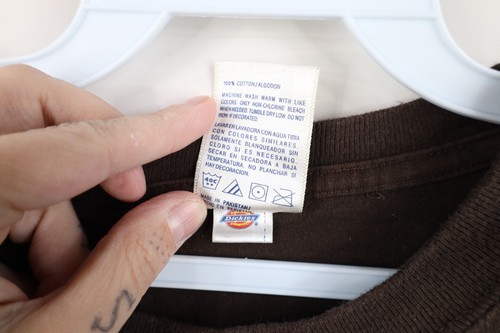 100% COTTON/ALGODON
MACHINE WASH WARM WITH LIKE
COLORS. ONLY NON-CHLORINE BLEACH
WHEN NEEDED. TUMBLE DRY LOW. DO NOT
IRON IF DECORATED.
LAVAR EN LAVADORA CON AGUA TIBIA
CON COLORES SIMILARES.
SOLAMENTE BLANQUEADOR SIN
CLORO SI ES NECESARIO.
SECAR EN SECADORA A BAJA
TEMPERATURA. NO PLANCHAR SI
HAY DECORACION.
40C
MADE IN PAKISTAN/
Dickies